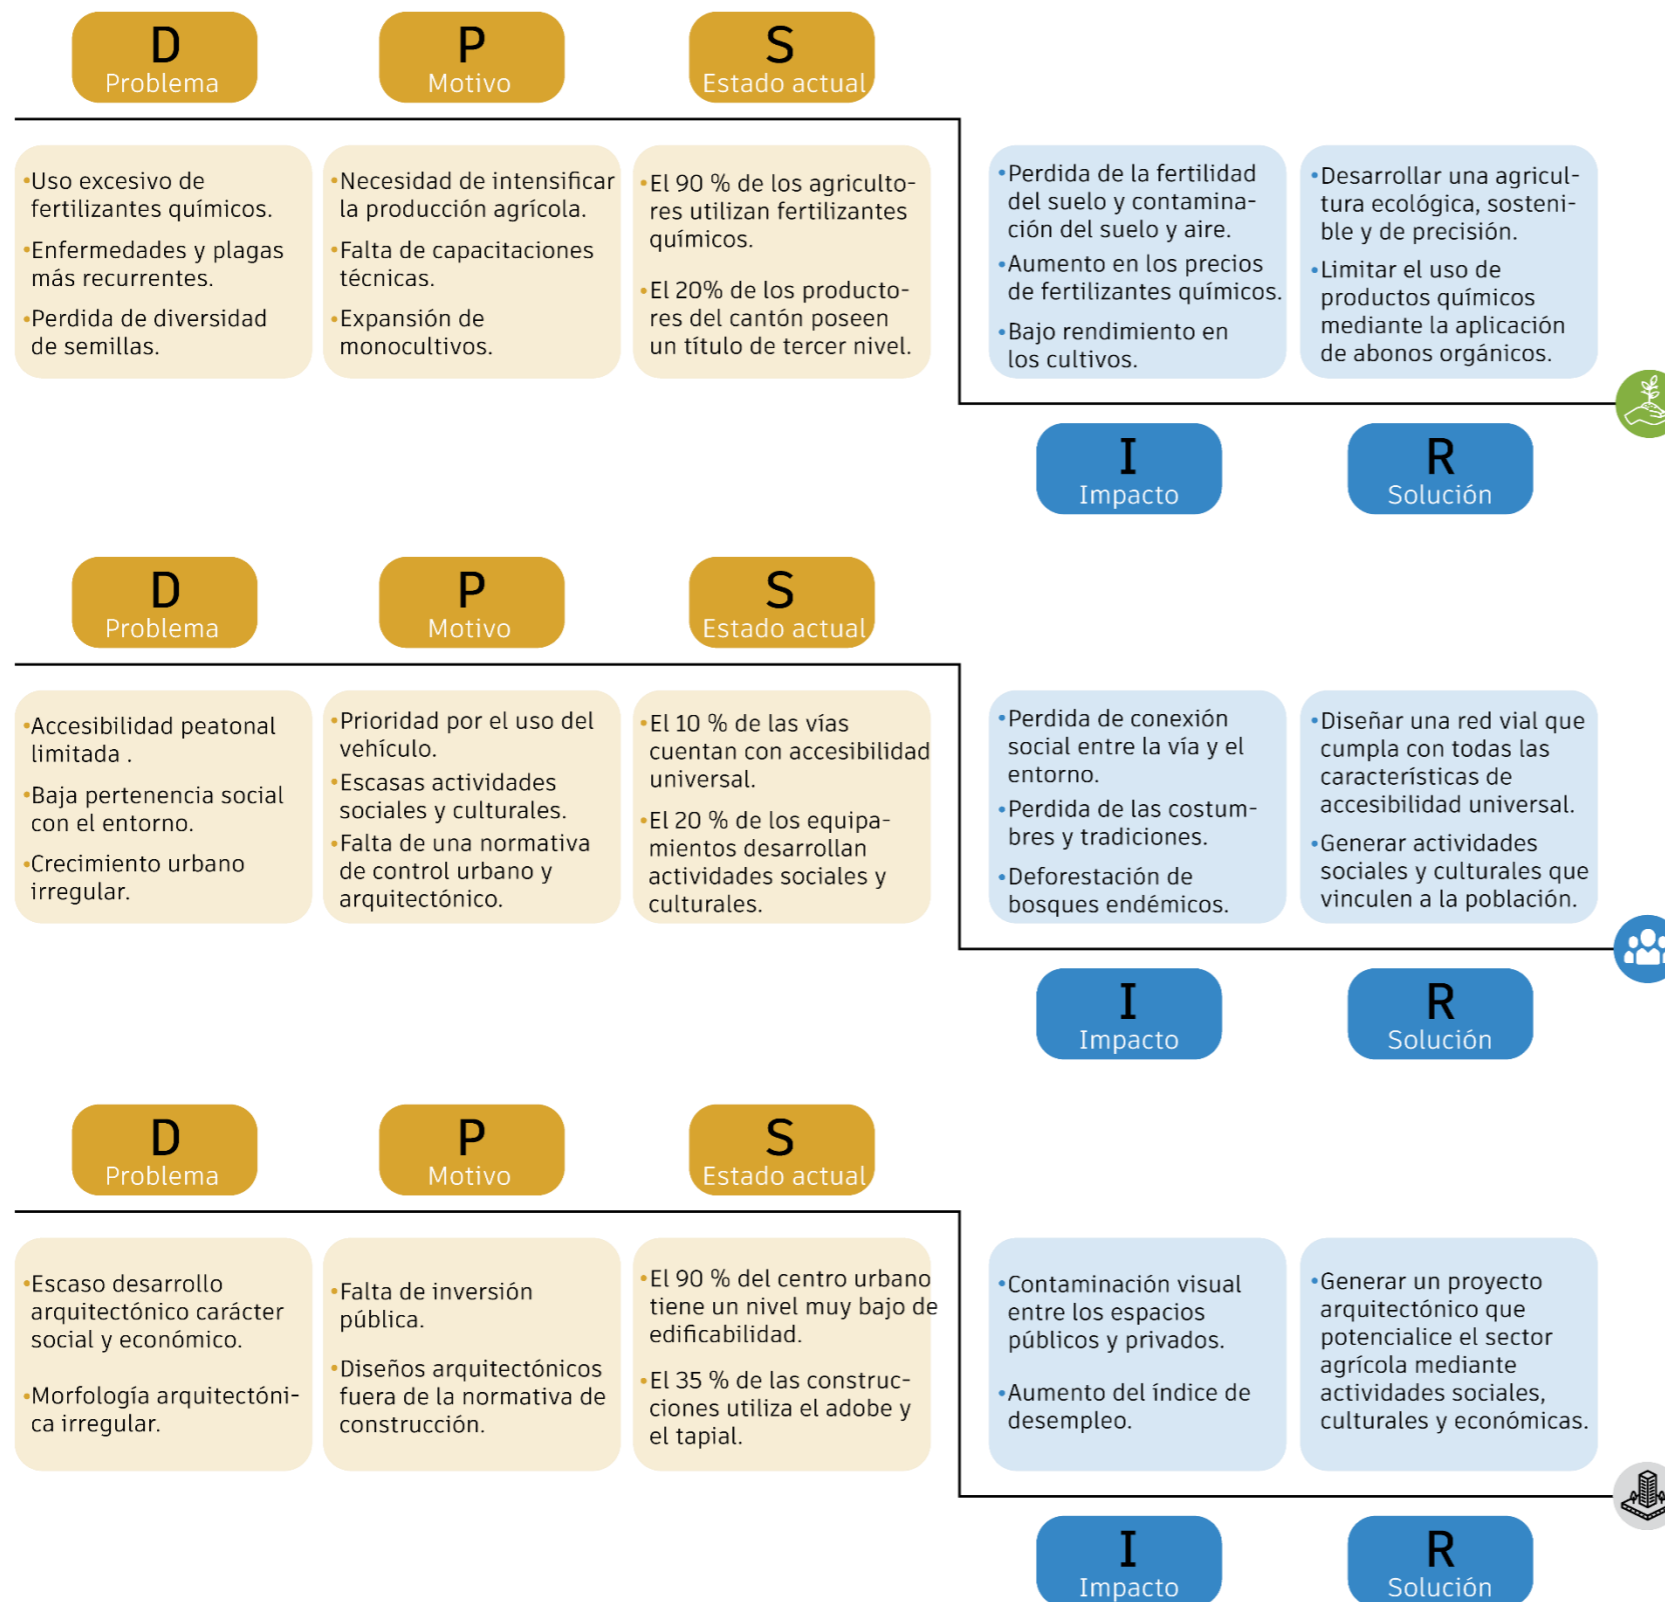 D
Problema
P
Motivo
S
Estado actual
•Uso excesivo de
fertilizantes químicos.
•Enfermedades y plagas
más recurrentes.
•Perdida de diversidad
de semillas.
•Necesidad de intensificar
la producción agrícola.
•Falta de capacitaciones
técnicas.
•Expansión de
monocultivos.
•El 90 % de los agriculto-
res utilizan fertilizantes
químicos.
•El 20% de los producto-
res del cantón poseen
un título de tercer nivel.
•Perdida de la fertilidad
del suelo y contamina-
ción del suelo y aire.
•Aumento en los precios
de fertilizantes químicos.
•Bajo rendimiento en
los cultivos.
•Desarrollar una agricul-
tura ecológica, sosteni-
ble y de precisión.
•Limitar el uso de
productos químicos
mediante la aplicación
de abonos orgánicos.
I
Impacto
R
Solución
D
Problema
P
Motivo
S
Estado actual
•Accesibilidad peatonal
limitada .
•Baja pertenencia social
con el entorno.
•Crecimiento urbano
irregular.
•Prioridad por el uso del
vehículo.
•Escasas actividades
sociales y culturales.
•Falta de una normativa
de control urbano y
arquitectónico.
•El 10 % de las vías
cuentan con accesibilidad
universal.
•El 20 % de los equipa-
mientos desarrollan
actividades sociales y
culturales.
•Perdida de conexión
social entre la vía y el
entorno.
•Perdida de las costum-
bres y tradiciones.
•Deforestación de
bosques endémicos.
•Diseñar una red vial que
cumpla con todas las
características de
accesibilidad universal.
•Generar actividades
sociales y culturales que
vinculen a la población.
I
Impacto
R
Solución
D
Problema
P
Motivo
S
Estado actual
•Escaso desarrollo
arquitectónico carácter
social y económico.
•Morfología arquitectóni-
ca irregular.
•Falta de inversión
pública.
•Diseños arquitectónicos
fuera de la normativa de
construcción.
•El 90 % del centro urbano
tiene un nivel muy bajo de
edificabilidad.
•El 35 % de las construc-
ciones utiliza el adobe y
el tapial.
•Contaminación visual
entre los espacios
públicos y privados.
•Aumento del índice de
desempleo.
•Generar un proyecto
arquitectónico que
potencialice el sector
agrícola mediante
actividades sociales,
culturales y económicas.
I
Impacto
R
Solución